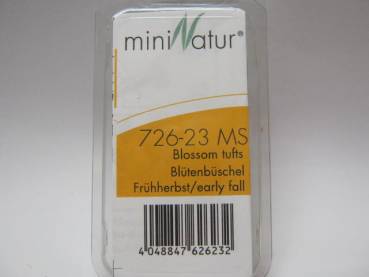 miniNatur®
726-23 MS
Blossom tufts
Blütenbüschel
Frühherbst/early fall
4 048847 626232